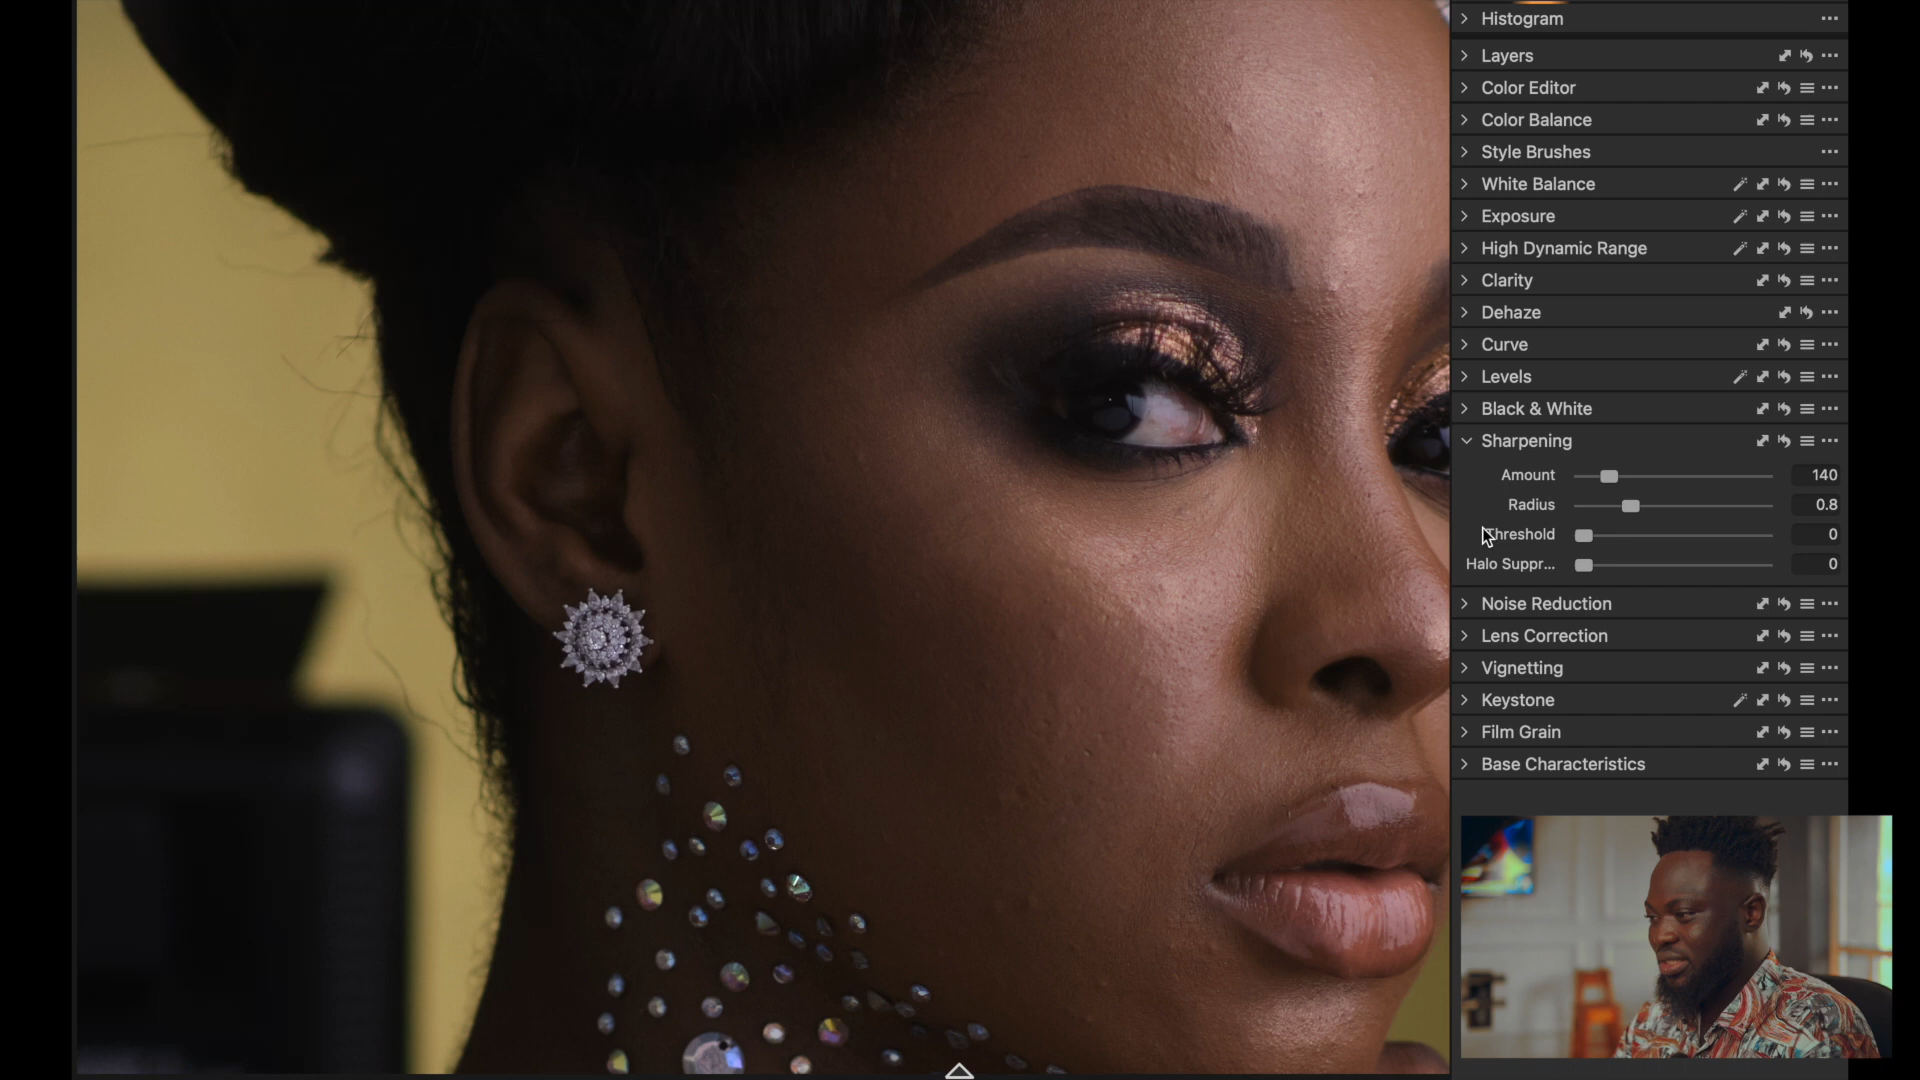 Histogram
Layers
Color Editor
Color Balance
Style Brushes
White Balance
Exposure
High Dynamic Range
Clarity
Dehaze
Curve
Levels
Black & White
Sharpening
Amount 140
Radius 0.8
Threshold 0
Halo Suppr... 0
Noise Reduction
Lens Correction
Vignetting
Keystone
Film Grain
Base Characteristics